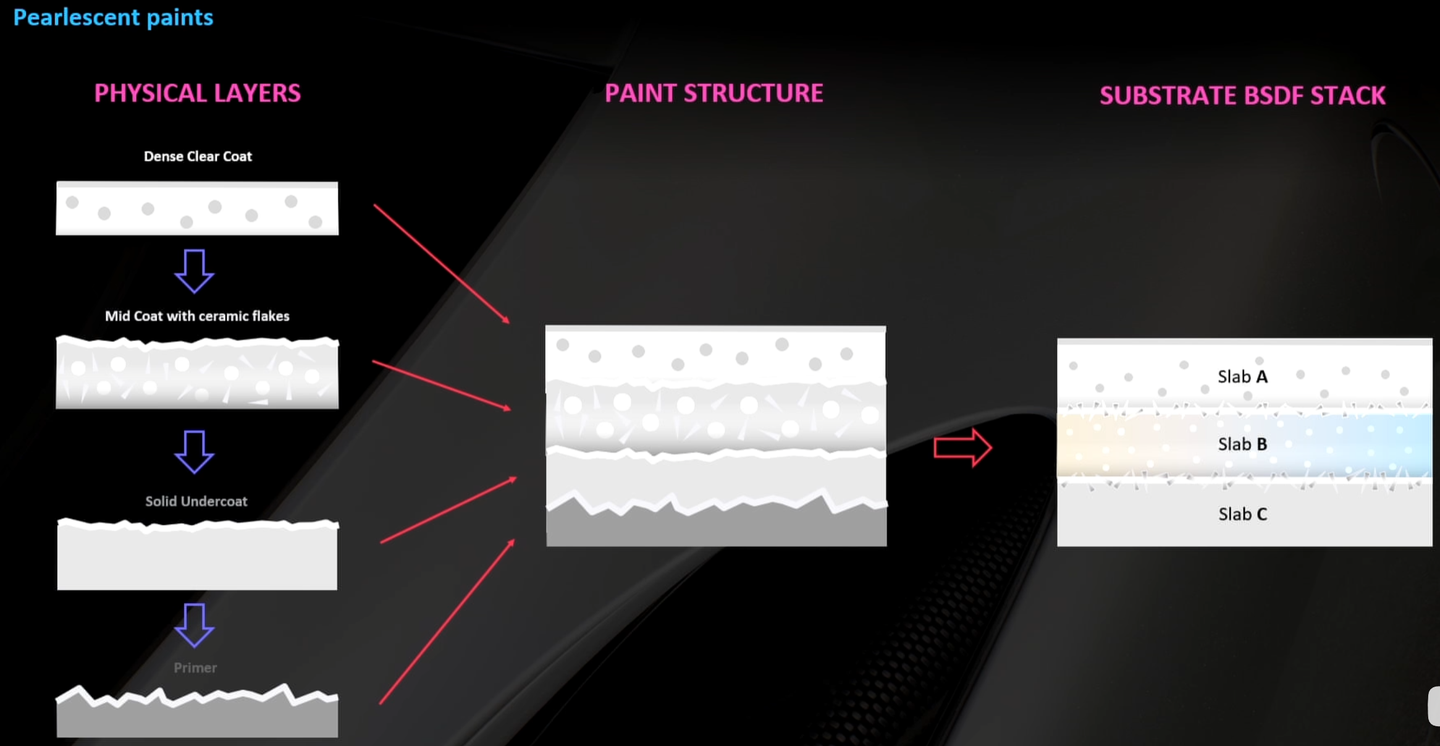 Pearlescent paints
PHYSICAL LAYERS
Dense Clear Coat
Mid Coat with ceramic flakes
Solid Undercoat
Primer
PAINT STRUCTURE
SUBSTRATE BSDF STACK
Slab A
Slab B
Slab C